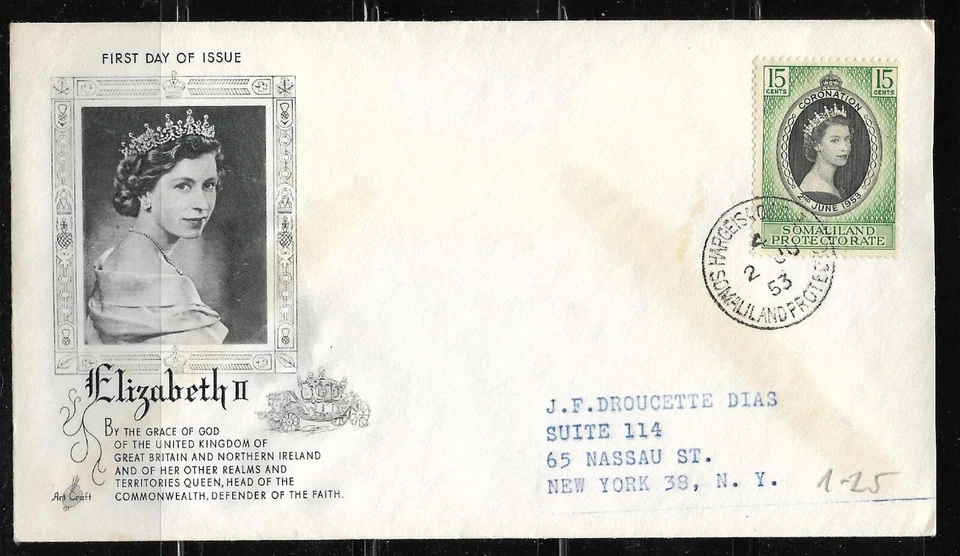 FIRST DAY OF ISSUE
15 CENTS 15 CENTS
CORONATION
2ND JUNE 1953
SOMALILAND
PROTECTORATE
HARGEISA
2 JU
53
SOMALILAND PROTEC
Elizabeth II
BY THE GRACE OF GOD
OF THE UNITED KINGDOM OF
GREAT BRITAIN AND NORTHERN IRELAND
AND OF HER OTHER REALMS AND
TERRITORIES QUEEN, HEAD OF THE
COMMONWEALTH, DEFENDER OF THE FAITH.
Art Craft
J.F.DROUCETTE DIAS
SUITE 114
65 NASSAU ST.
NEW YORK 38, N. Y.
1-25